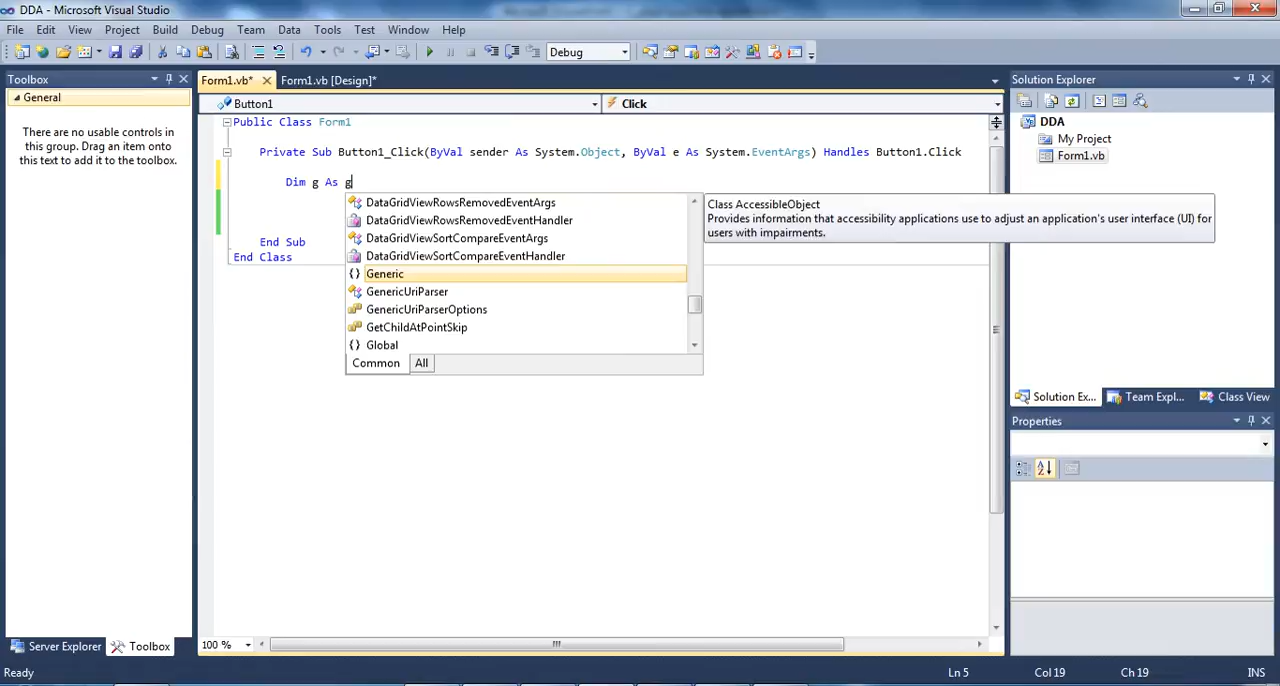 DDA - Microsoft Visual Studio
File Edit View Project Build Debug Team Data Tools Test Window Help
Debug
Toolbox
General
There are no usable controls in
this group. Drag an item onto
this text to add it to the toolbox.
Server Explorer Toolbox
Form1.vb* Form1.vb [Design]*
Button1 Click
Public Class Form1
Private Sub Button1_Click(ByVal sender As System.Object, ByVal e As System.EventArgs) Handles Button1.Click
Dim g As g
End Sub
End Class
DataGridViewRowsRemovedEventArgs
DataGridViewRowsRemovedEventHandler
DataGridViewSortCompareEventArgs
DataGridViewSortCompareEventHandler
{} Generic
GenericUriParser
GenericUriParserOptions
GetChildAtPointSkip
{} Global
Common All
Class AccessibleObject
Provides information that accessibility applications use to adjust an application's user interface (UI) for
users with impairments.
100 %
Solution Explorer
DDA
My Project
Form1.vb
Solution Ex... Team Expl... Class View
Properties
Ready Ln 5 Col 19 Ch 19 INS